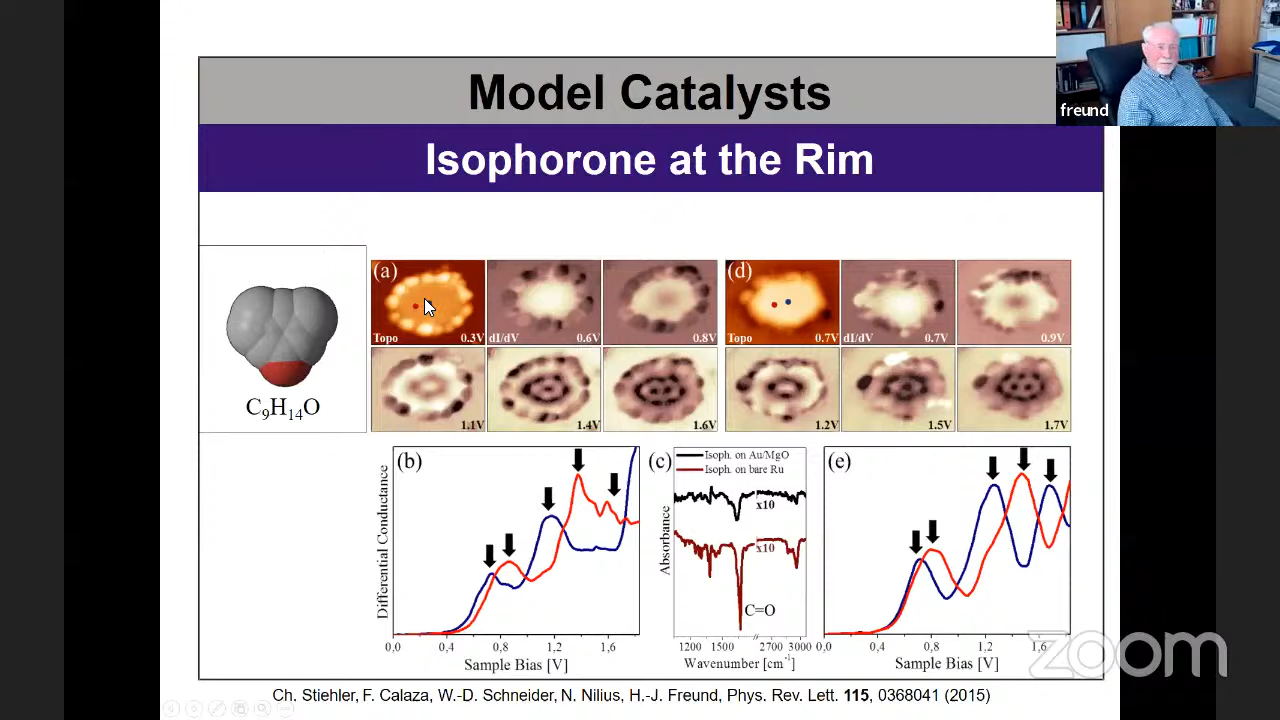 Model Catalysts
freund
Isophorone at the Rim
(a)
Topo
0.3V
dI/dV
0.6V
0.8V
(d)
Topo
0.7V
dI/dV
0.7V
0.9V
1.1V
1.4V
1.6V
1.2V
1.5V
1.7V
C9H14O
(b)
Differential Conductance
0,0
0,4
0,8
1,2
1,6
Sample Bias [V]
(c)
Isoph. on Au/MgO
Isoph. on bare Ru
x10
x10
C=O
Absorbance
1200
1500
2700
3000
Wavenumber [cm-1]
(e)
0,0
0,4
0,8
1,2
1,6
Sample Bias [V]
zoom
Ch. Stiehler, F. Calaza, W.-D. Schneider, N. Nilius, H.-J. Freund, Phys. Rev. Lett. 115, 0368041 (2015)